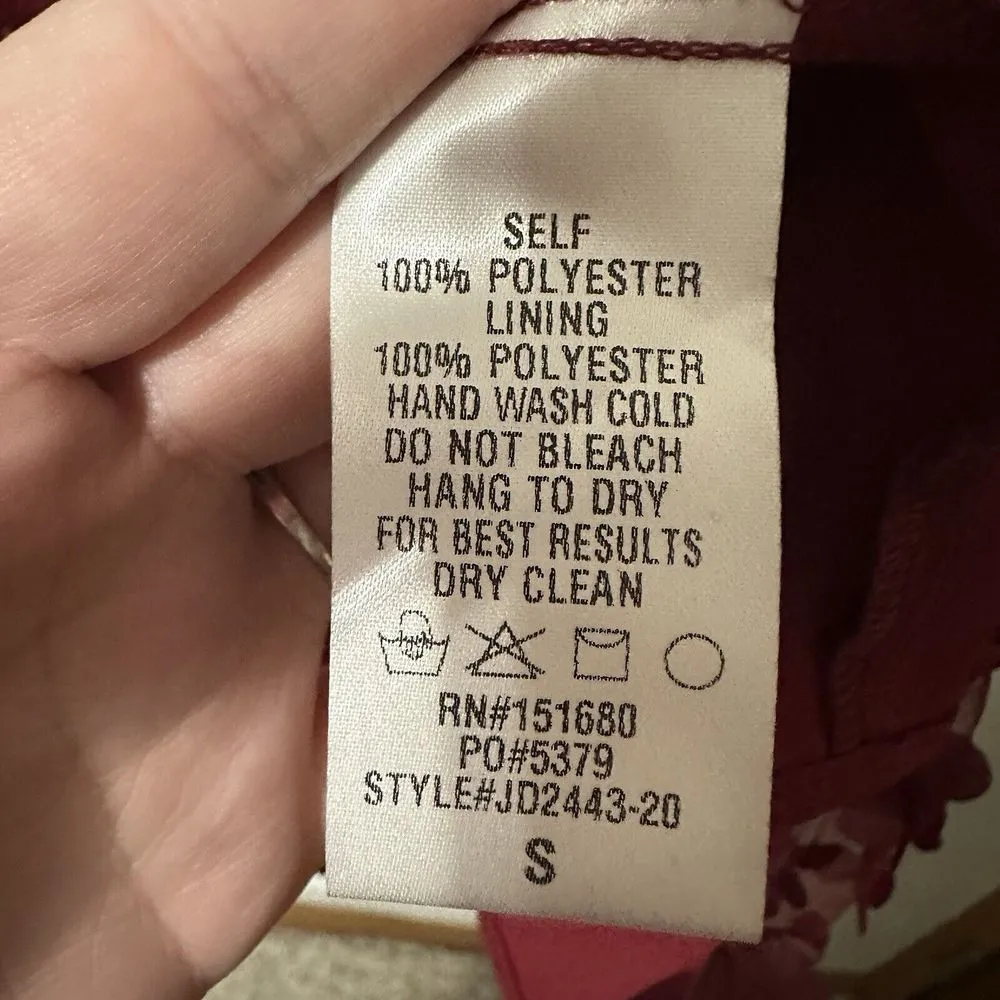 SELF
100% POLYESTER
LINING
100% POLYESTER
HAND WASH COLD
DO NOT BLEACH
HANG TO DRY
FOR BEST RESULTS
DRY CLEAN
RN#151680
PO#5379
STYLE#JD2443-20
S